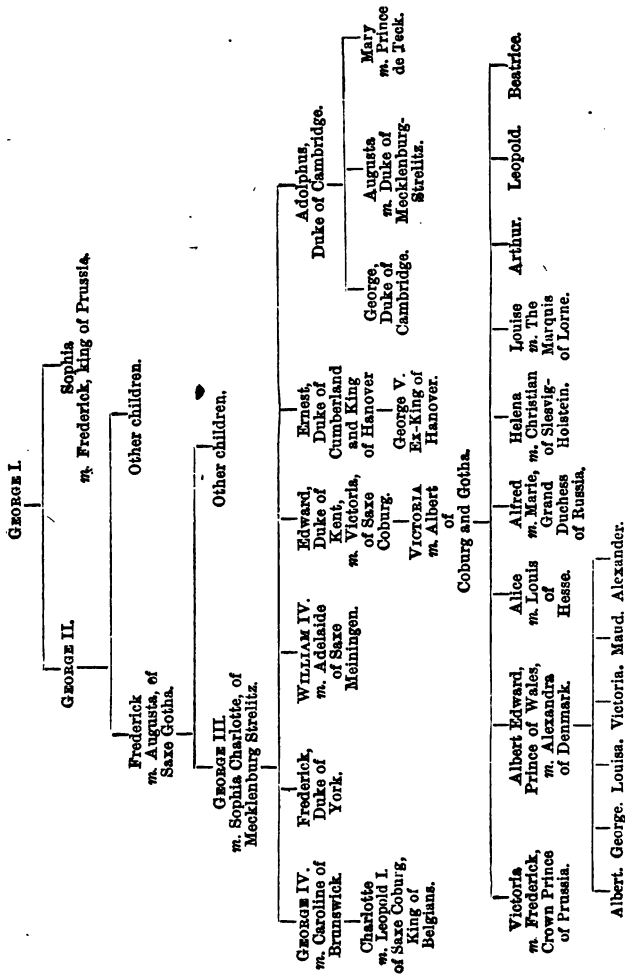 GEORGE I.
GEORGE II.
Sophia
m. Frederick, king of Prussia.
Frederick
m. Augusta, of
Saxe Gotha.
Other children.
GEORGE III.
m. Sophia Charlotte, of
Mecklenburg Strelitz.
Other children.
GEORGE IV.
m. Caroline of
Brunswick.
Frederick,
Duke of
York.
WILLIAM IV.
m. Adelaide
of Saxe
Meiningen.
Edward,
Duke of
Kent,
m. Victoria,
of Saxe
Coburg.
Ernest,
Duke of
Cumberland
and King
of Hanover
Adolphus,
Duke of Cambridge.
Charlotte
m. Leopold I.
of Saxe Coburg,
King of
Belgians.
VICTORIA
m. Albert
of
Coburg and Gotha.
George V.
Ex-King of
Hanover.
George,
Duke of
Cambridge.
Augusta
m. Duke of
Mecklenburg-
Strelitz.
Mary
m. Prince
de Teck.
Victoria
m. Frederick,
Crown Prince
of Prussia.
Albert Edward,
Prince of Wales,
m. Alexandra
of Denmark.
Alice
m. Louis
of
Hesse.
Alfred
m. Marie,
Grand
Duchess
of Russia,
Helena
m. Christian
of Slesvig-
Holstein.
Louise
m. The
Marquis
of Lorne.
Arthur.
Leopold.
Beatrice.
Albert. George. Louisa. Victoria. Maud. Alexander.